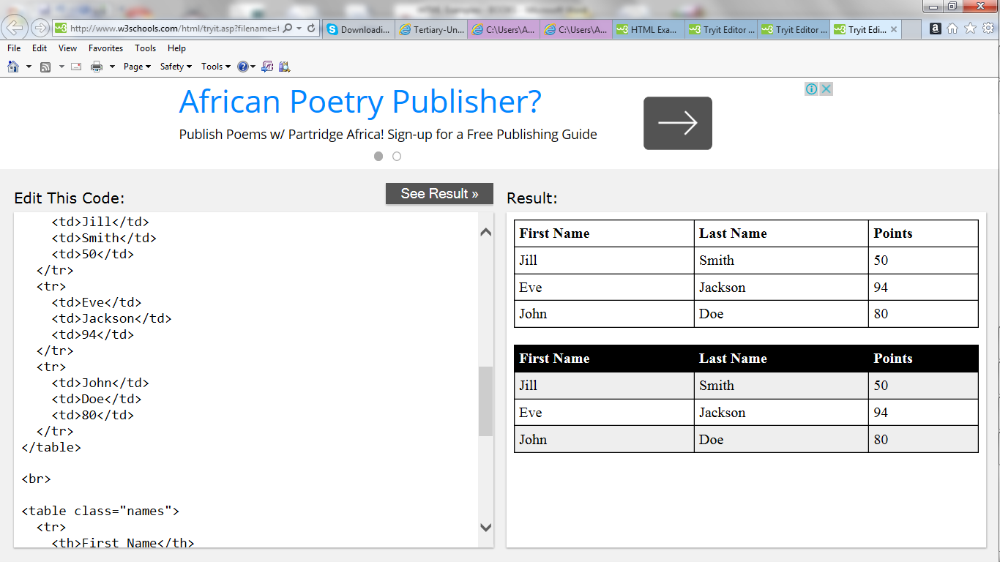 http://www.w3schools.com/html/tryit.asp?filename=t
Downloadi...
Tertiary-Un...
C:\Users\A...
C:\Users\A...
HTML Exa...
Tryit Editor ...
Tryit Editor ...
Tryit Edi...
File Edit View Favorites Tools Help
Page Safety Tools
African Poetry Publisher?
Publish Poems w/ Partridge Africa! Sign-up for a Free Publishing Guide
Edit This Code:
See Result »
Result:
<td>Jill</td>
<td>Smith</td>
<td>50</td>
</tr>
<tr>
<td>Eve</td>
<td>Jackson</td>
<td>94</td>
</tr>
<tr>
<td>John</td>
<td>Doe</td>
<td>80</td>
</tr>
</table>
<br>
<table class="names">
<tr>
<th>First Name</th>
First Name Last Name Points
Jill Smith 50
Eve Jackson 94
John Doe 80
First Name Last Name Points
Jill Smith 50
Eve Jackson 94
John Doe 80